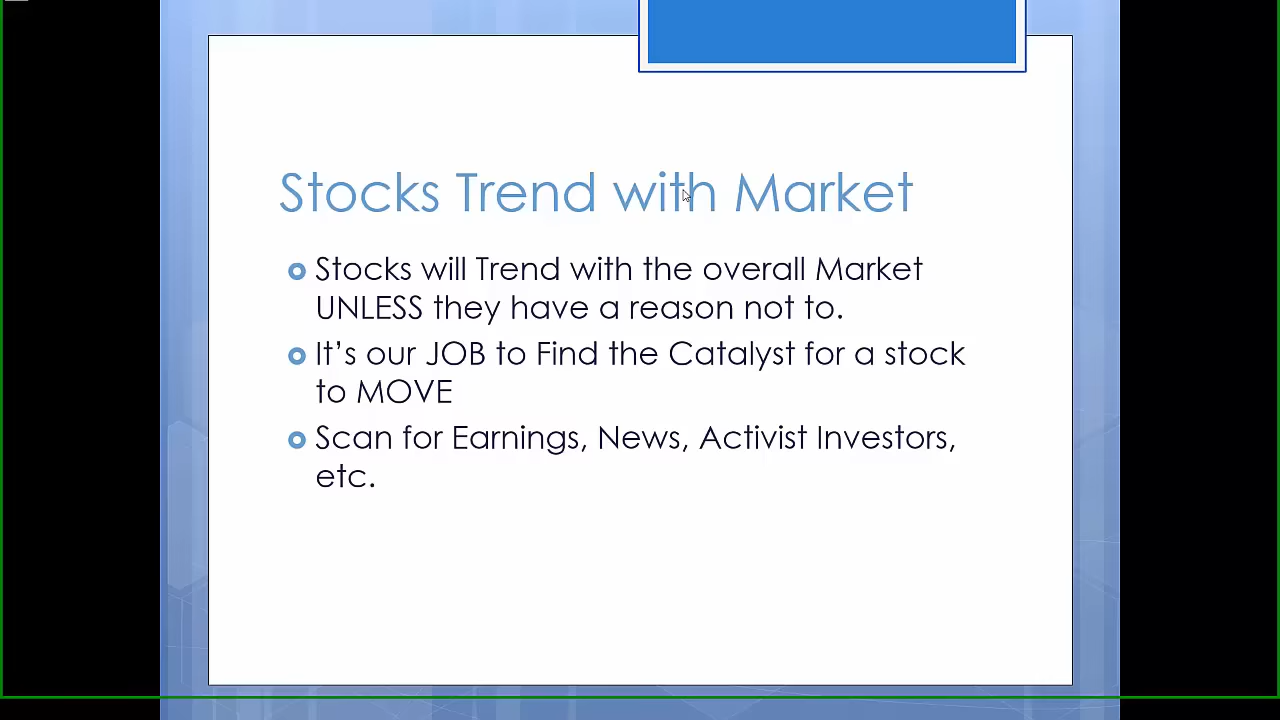 Stocks Trend with Market
Stocks will Trend with the overall Market
UNLESS they have a reason not to.
It’s our JOB to Find the Catalyst for a stock
to MOVE
Scan for Earnings, News, Activist Investors,
etc.